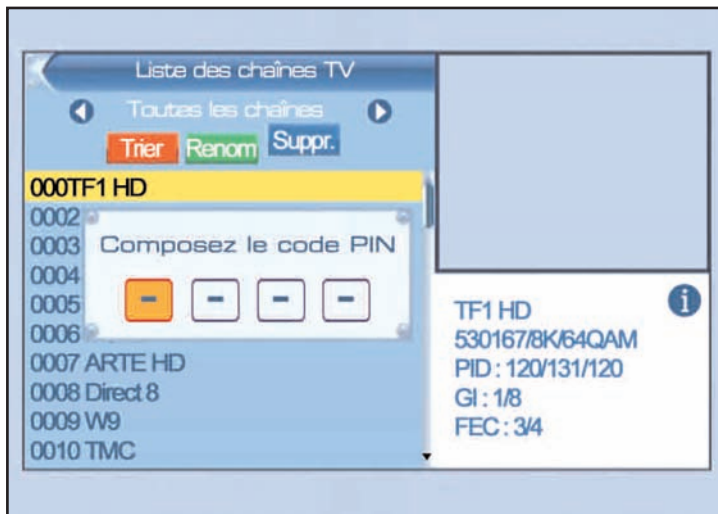 Liste des chaînes TV
Toutes les chaînes
Trier Renom Suppr.
000TF1 HD
0002
0003
0004
0005
0006
0007 ARTE HD
0008 Direct 8
0009 W9
0010 TMC
Composez le code PIN
- - - -
TF1 HD
530167/8K/64QAM
PID : 120/131/120
GI : 1/8
FEC : 3/4